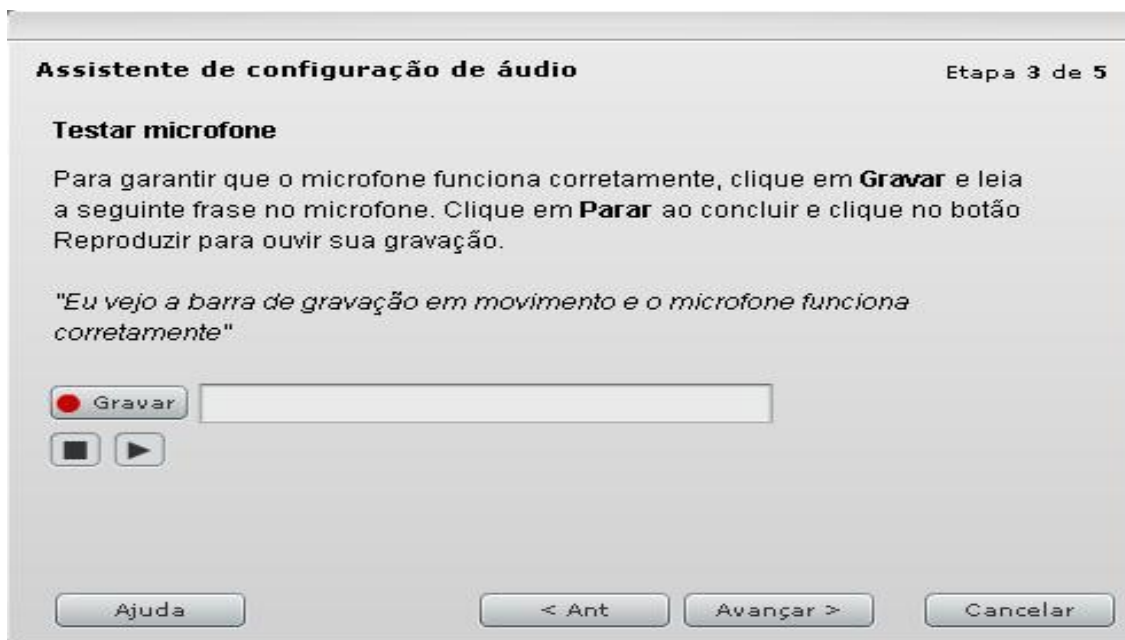 Assistente de configuração de áudio Etapa 3 de 5
Testar microfone
Para garantir que o microfone funciona corretamente, clique em Gravar e leia
a seguinte frase no microfone. Clique em Parar ao concluir e clique no botão
Reproduzir para ouvir sua gravação.
"Eu vejo a barra de gravação em movimento e o microfone funciona
corretamente"
Gravar
Ajuda < Ant Avançar > Cancelar